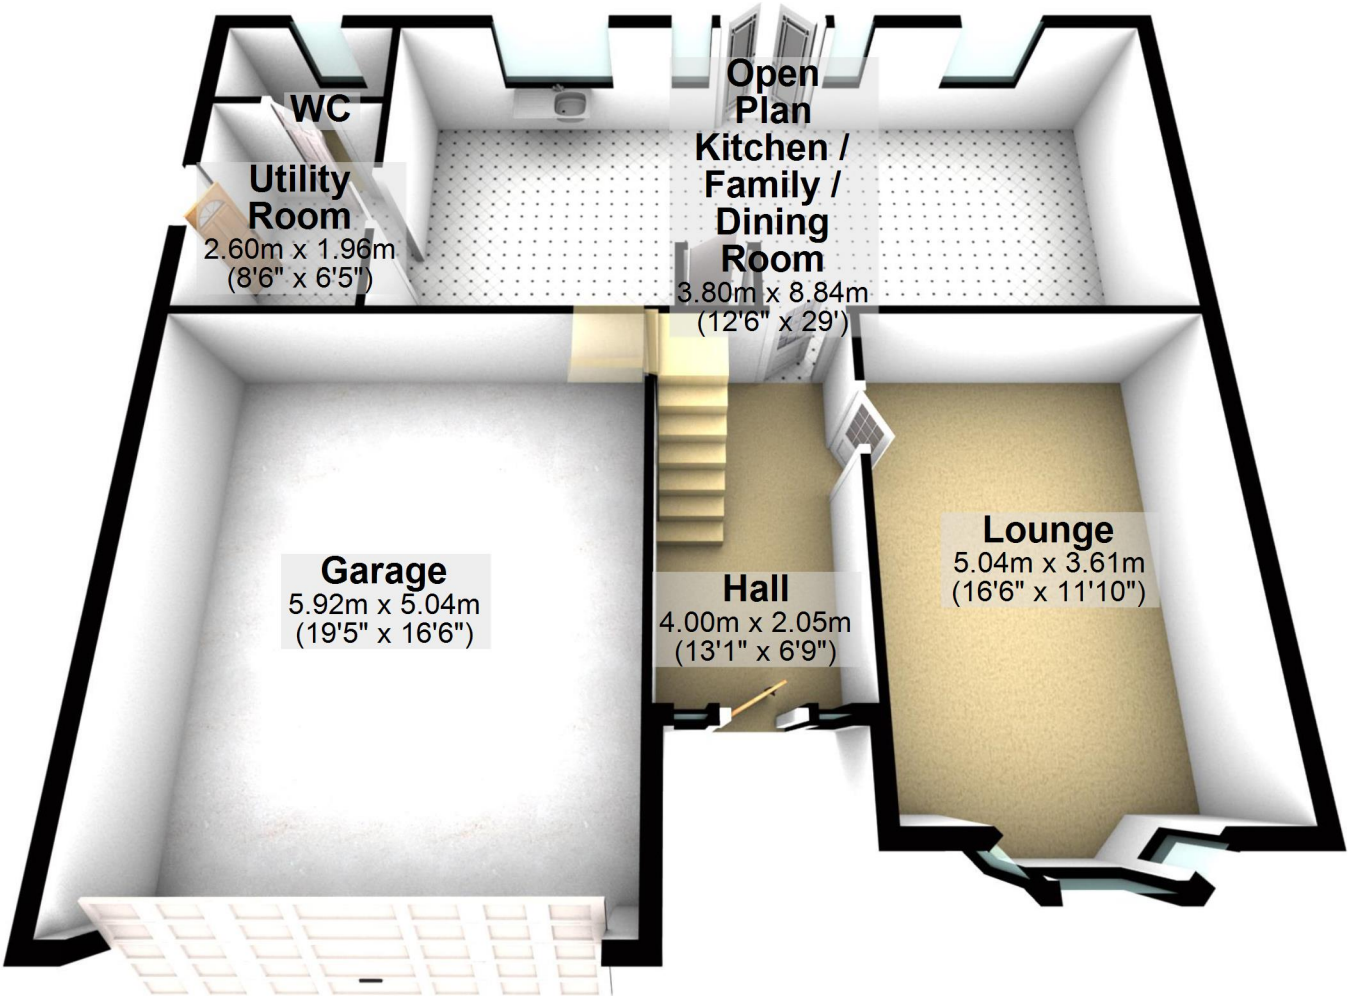 WC
Utility
Room
2.60m x 1.96m
(8'6" x 6'5")
Open
Plan
Kitchen /
Family /
Dining
Room
3.80m x 8.84m
(12'6" x 29')
Garage
5.92m x 5.04m
(19'5" x 16'6")
Hall
4.00m x 2.05m
(13'1" x 6'9")
Lounge
5.04m x 3.61m
(16'6" x 11'10")